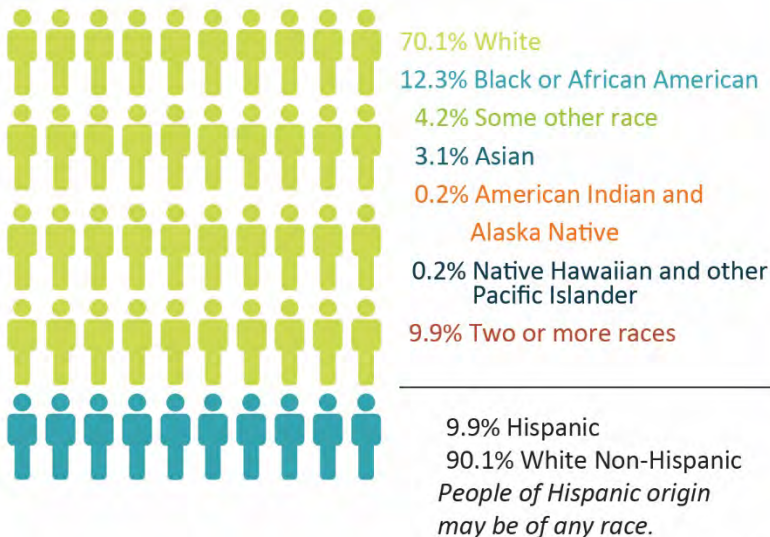 70.1% White
12.3% Black or African American
4.2% Some other race
3.1% Asian
0.2% American Indian and
Alaska Native
0.2% Native Hawaiian and other
Pacific Islander
9.9% Two or more races
9.9% Hispanic
90.1% White Non-Hispanic
People of Hispanic origin
may be of any race.